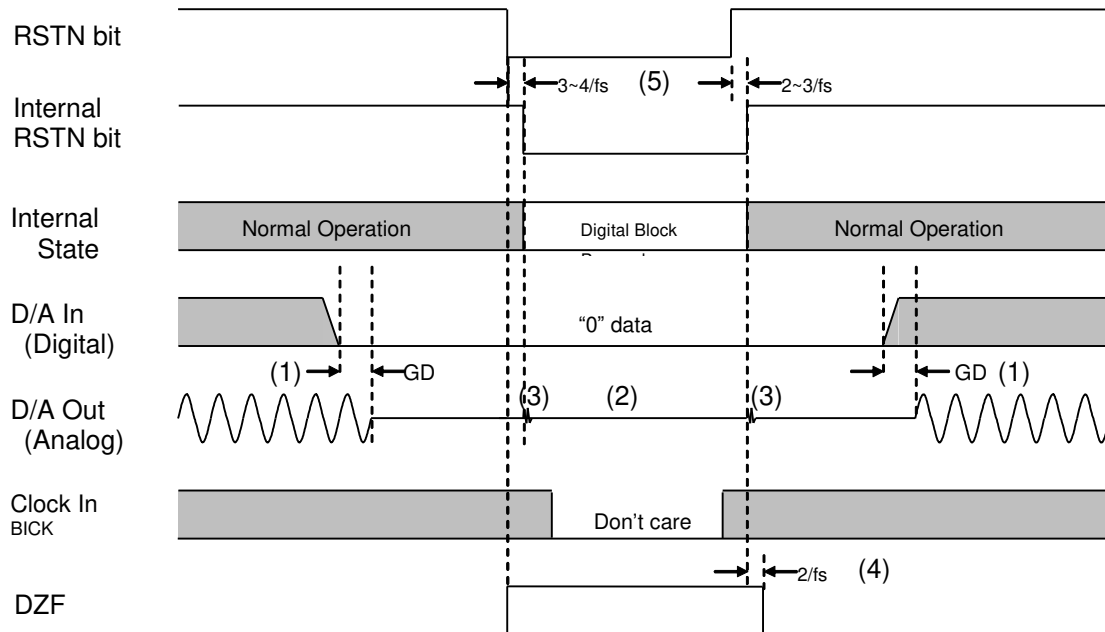 RSTN bit
3~4/fs (5) 2~3/fs
Internal
RSTN bit
Internal
State
Normal Operation Digital Block Normal Operation
D/A In
(Digital)
“0” data
(1) GD GD (1)
D/A Out
(Analog)
(3) (2) (3)
Clock In
BICK
Don’t care
2/fs (4)
DZF